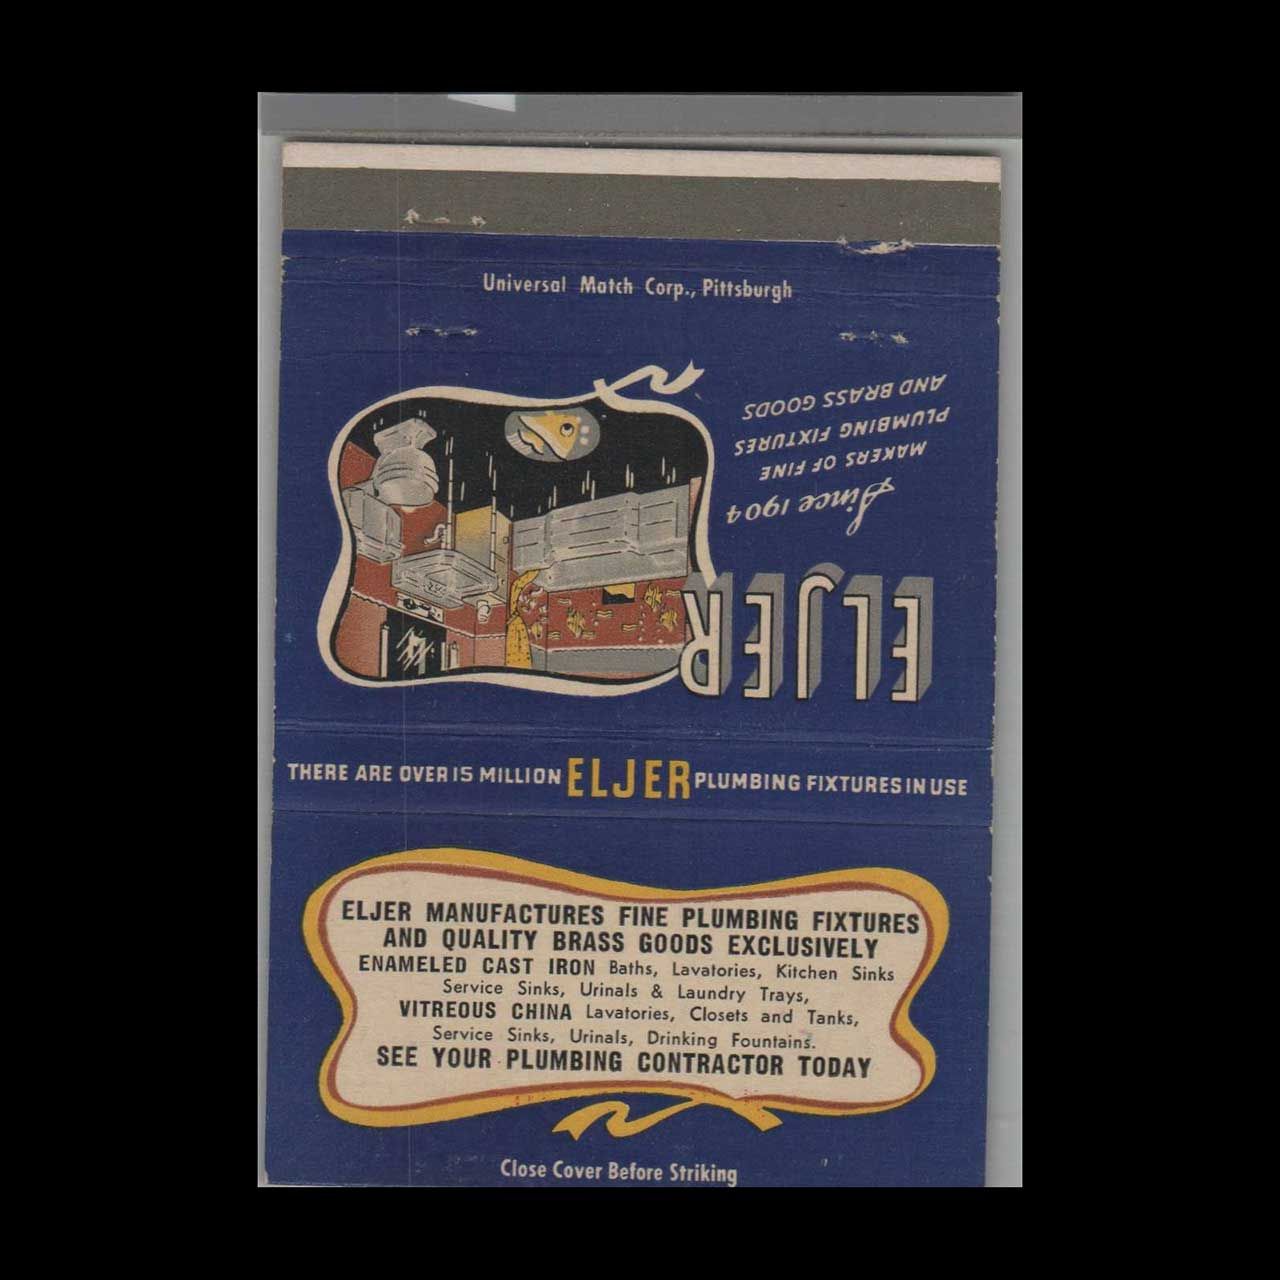 Universal Match Corp., Pittsburgh
ELJER
Since 1904
MAKERS OF FINE
PLUMBING FIXTURES
AND BRASS GOODS
THERE ARE OVER 15 MILLION ELJER PLUMBING FIXTURES IN USE
ELJER MANUFACTURES FINE PLUMBING FIXTURES
AND QUALITY BRASS GOODS EXCLUSIVELY
ENAMELED CAST IRON Baths, Lavatories, Kitchen Sinks
Service Sinks, Urinals & Laundry Trays,
VITREOUS CHINA Lavatories, Closets and Tanks,
Service Sinks, Urinals, Drinking Fountains.
SEE YOUR PLUMBING CONTRACTOR TODAY
Close Cover Before Striking